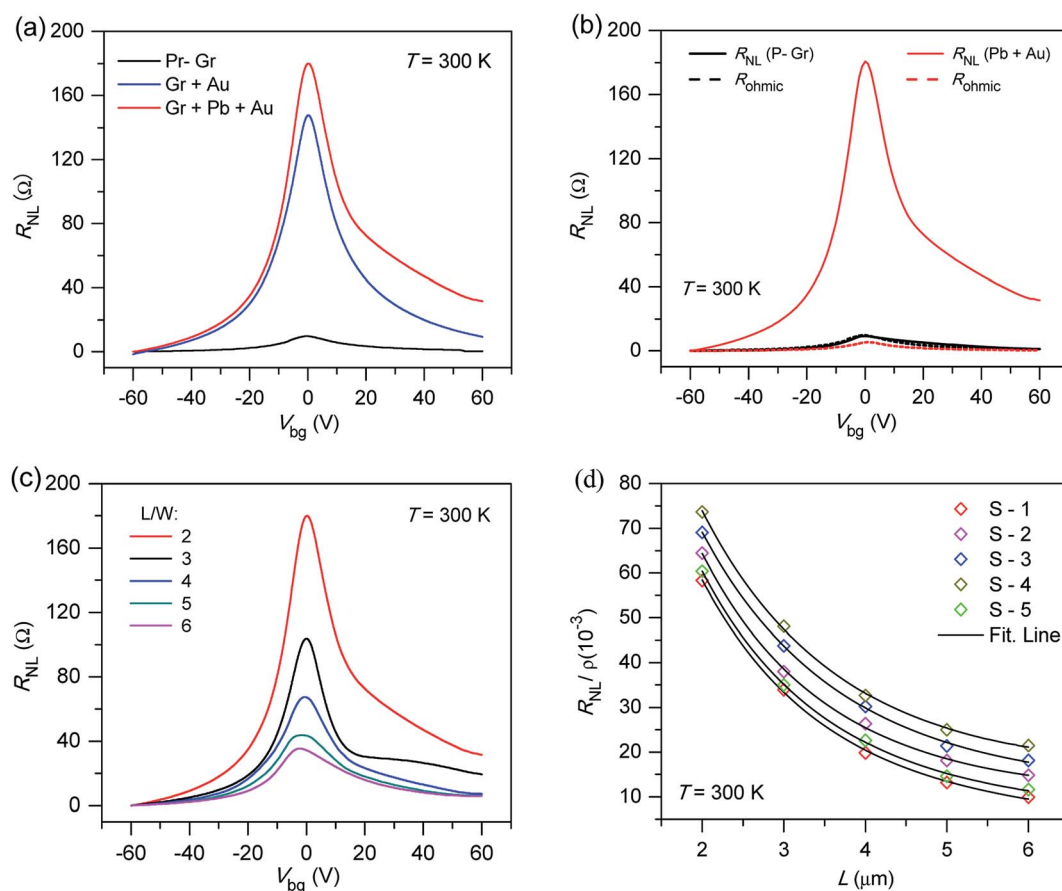 (a)
200
160
120
80
40
0
R_NL (Ω)
Pr- Gr
Gr + Au
Gr + Pb + Au
T = 300 K
-60 -40 -20 0 20 40 60
V_bg (V)
(b)
200
160
120
80
40
0
R_NL (Ω)
R_NL (P- Gr)
R_ohmic
R_NL (Pb + Au)
R_ohmic
T = 300 K
-60 -40 -20 0 20 40 60
V_bg (V)
(c)
200
160
120
80
40
0
R_NL (Ω)
L/W:
2
3
4
5
6
T = 300 K
-60 -40 -20 0 20 40 60
V_bg (V)
(d)
80
70
60
50
40
30
20
10
R_NL/ ρ(10⁻³)
S - 1
S - 2
S - 3
S - 4
S - 5
Fit. Line
T = 300 K
2 3 4 5 6
L (μm)